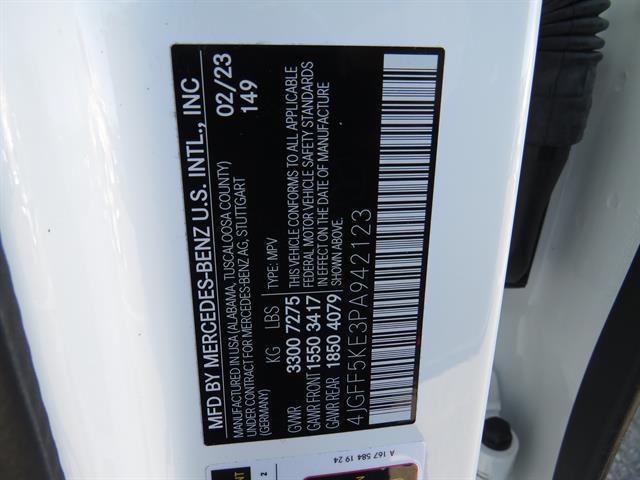 MFD BY MERCEDES-BENZ U.S. INTL., INC
MANUFACTURED IN USA (ALABAMA, TUSCALOOSA COUNTY)
UNDER CONTRACT FOR MERCEDES-BENZ AG, STUTTGART
(GERMANY)
02/23
149
TYPE: MPV
KG LBS
GVWR 3300 7275
GAWR FRONT 1550 3417
GAWR REAR 1850 4079
THIS VEHICLE CONFORMS TO ALL APPLICABLE
FEDERAL MOTOR VEHICLE SAFETY STANDARDS
IN EFFECT ON THE DATE OF MANUFACTURE
SHOWN ABOVE.
4JGFF5KE3PA942123
A 167 584 19 24
2